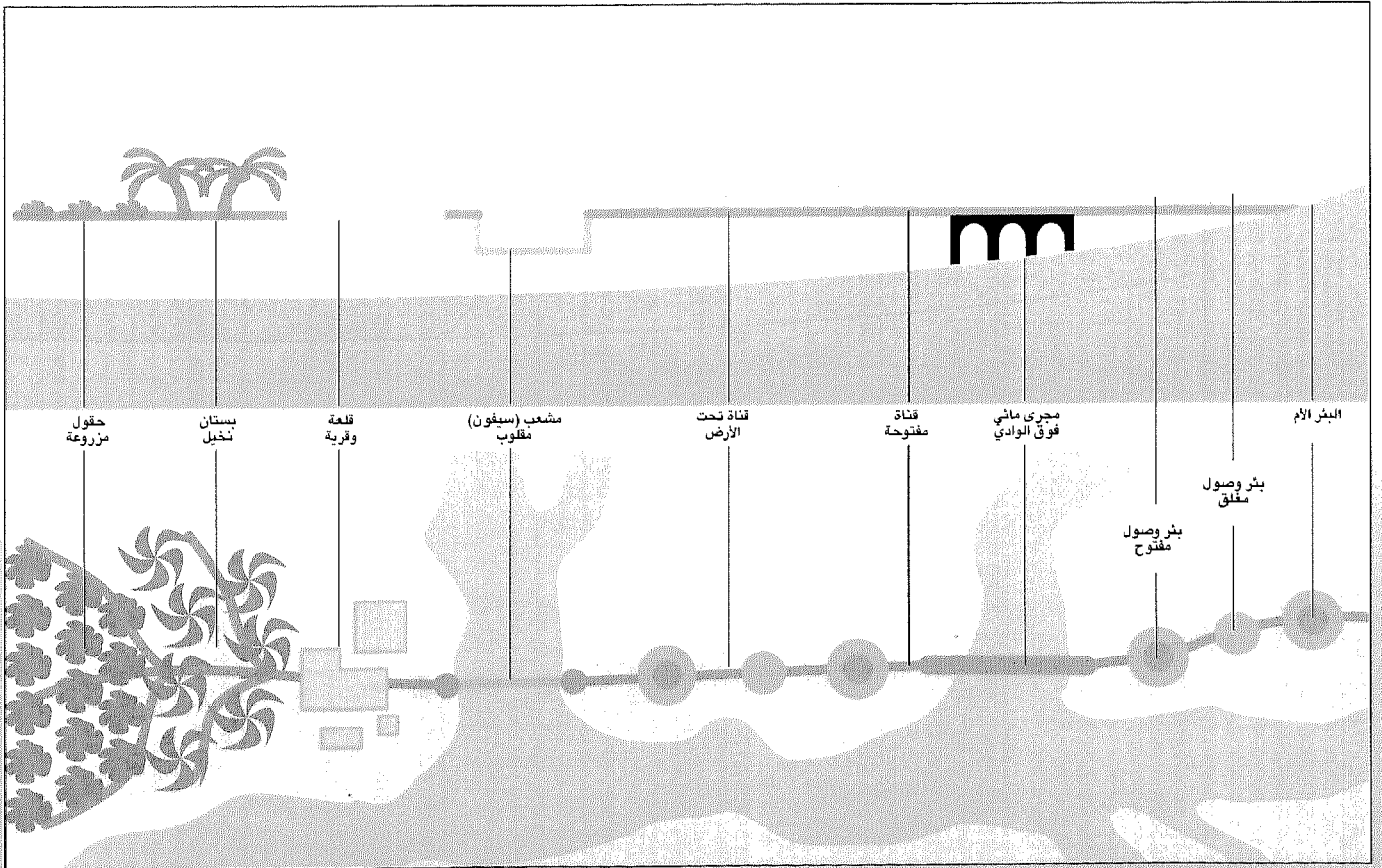 البئر الأم
بئر وصول
مغلق
بئر وصول
مفتوح
مجرى مائي
فوق الوادي
قناة
مفتوحة
قناة تحت
الأرض
مشعب (سيفون)
مقلوب
قلعة
وقرية
بستان
نخيل
حقول
مزروعة